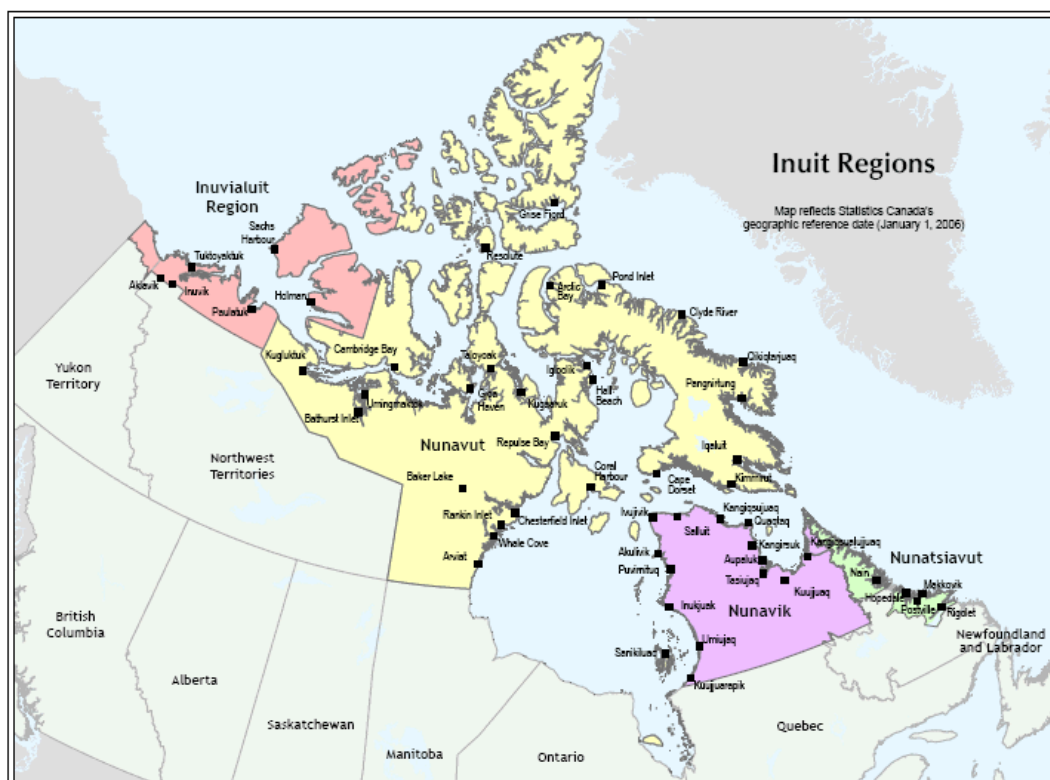 Inuit Regions
Map reflects Statistics Canada's
geographic reference date (January 1, 2006)
Inuvialuit
Region
Sachs
Harbour
Tuktoyaktuk
Aklavik
Inuvik
Paulatuk
Holman
Grise Fjord
Resolute
Arctic
Bay
Pond Inlet
Clyde River
Qikiqtarjuaq
Pangnirtung
Kugluktuk
Cambridge Bay
Taloyoak
Igloolik
Hall
Beach
Umingmaktok
Bathurst Inlet
Gjoa
Haven
Kugaaruk
Yukon
Territory
Nunavut
Repulse Bay
Iqaluit
Northwest
Territories
Baker Lake
Coral
Harbour
Cape
Dorset
Kimmirut
Rankin Inlet
Chesterfield Inlet
Whale Cove
Arviat
Ivujivik
Salluit
Kangiqsujuaq
Quaqtaq
Kangirsuk
Kangiqsualujjuaq
Akulivik
Puvirnituq
Aupaluk
Tasiujaq
Kuujjuaq
Nunatsiavut
Nain
Hopedale
Makkovik
Postville
Rigolet
Inukjuak
Nunavik
Umiujaq
Sanikiluaq
Kuujjuarapik
British
Columbia
Alberta
Saskatchewan
Manitoba
Ontario
Quebec
Newfoundland
and Labrador